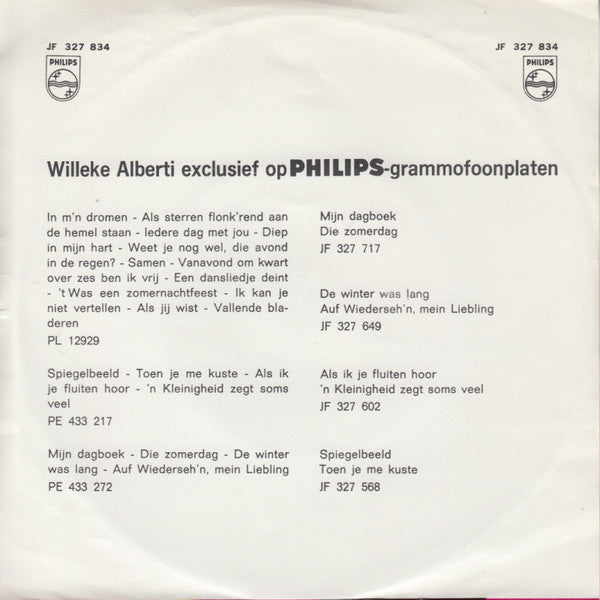 JF 327 834
JF 327 834
PHILIPS
PHILIPS
Willeke Alberti exclusief op PHILIPS-grammofoonplaten
In m'n dromen - Als sterren flonk'rend aan
de hemel staan - Iedere dag met jou - Diep
in mijn hart - Weet je nog wel, die avond
in de regen? - Samen - Vanavond om kwart
over zes ben ik vrij - Een dansliedje deint
- 't Was een zomernachtfeest - Ik kan je
niet vertellen - Als jij wist - Vallende bla-
deren
PL 12929
Spiegelbeeld - Toen je me kuste - Als ik
je fluiten hoor - 'n Kleinigheid zegt soms
veel
PE 433 217
Mijn dagboek - Die zomerdag - De winter
was lang - Auf Wiederseh'n, mein Liebling
PE 433 272
Mijn dagboek
Die zomerdag
JF 327 717
De winter was lang
Auf Wiederseh'n, mein Liebling
JF 327 649
Als ik je fluiten hoor
'n Kleinigheid zegt soms veel
JF 327 602
Spiegelbeeld
Toen je me kuste
JF 327 568